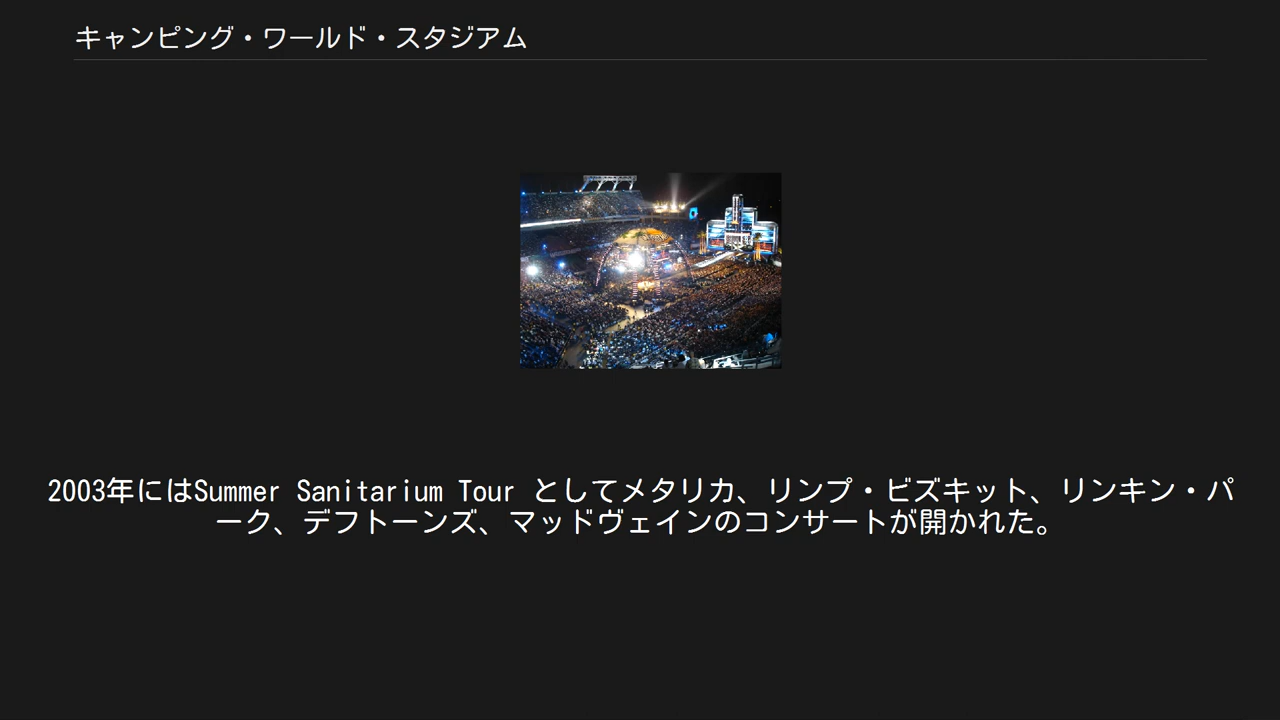 キャンピング・ワールド・スタジアム
2003年にはSummer Sanitarium Tour としてメタリカ、リンプ・ビズキット、リンキン・パ
ーク、デフトーンズ、マッドヴェインのコンサートが開かれた。